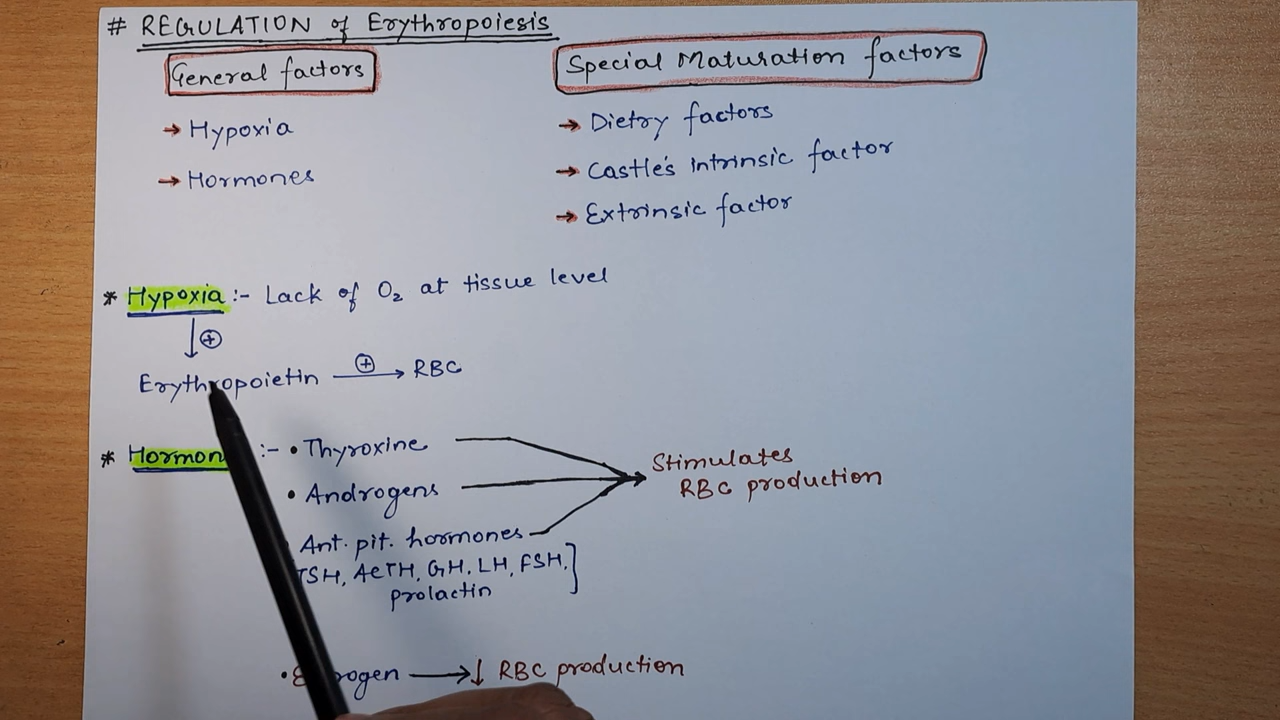 # REGULATION of Erythropoiesis
General factors
→ Hypoxia
→ Hormones
Special Maturation factors
→ Dietry factors
→ Castle's intrinsic factor
→ Extrinsic factor
* Hypoxia :- Lack of O₂ at tissue level
↓ ⊕
Erythropoietin ⊕→ RBC
* Hormon :- • Thyroxine
• Androgens
Ant. pit. hormones
TSH, ACTH, GH, LH, FSH, ]
prolactin
Stimulates
RBC production
• → ↓ RBC production